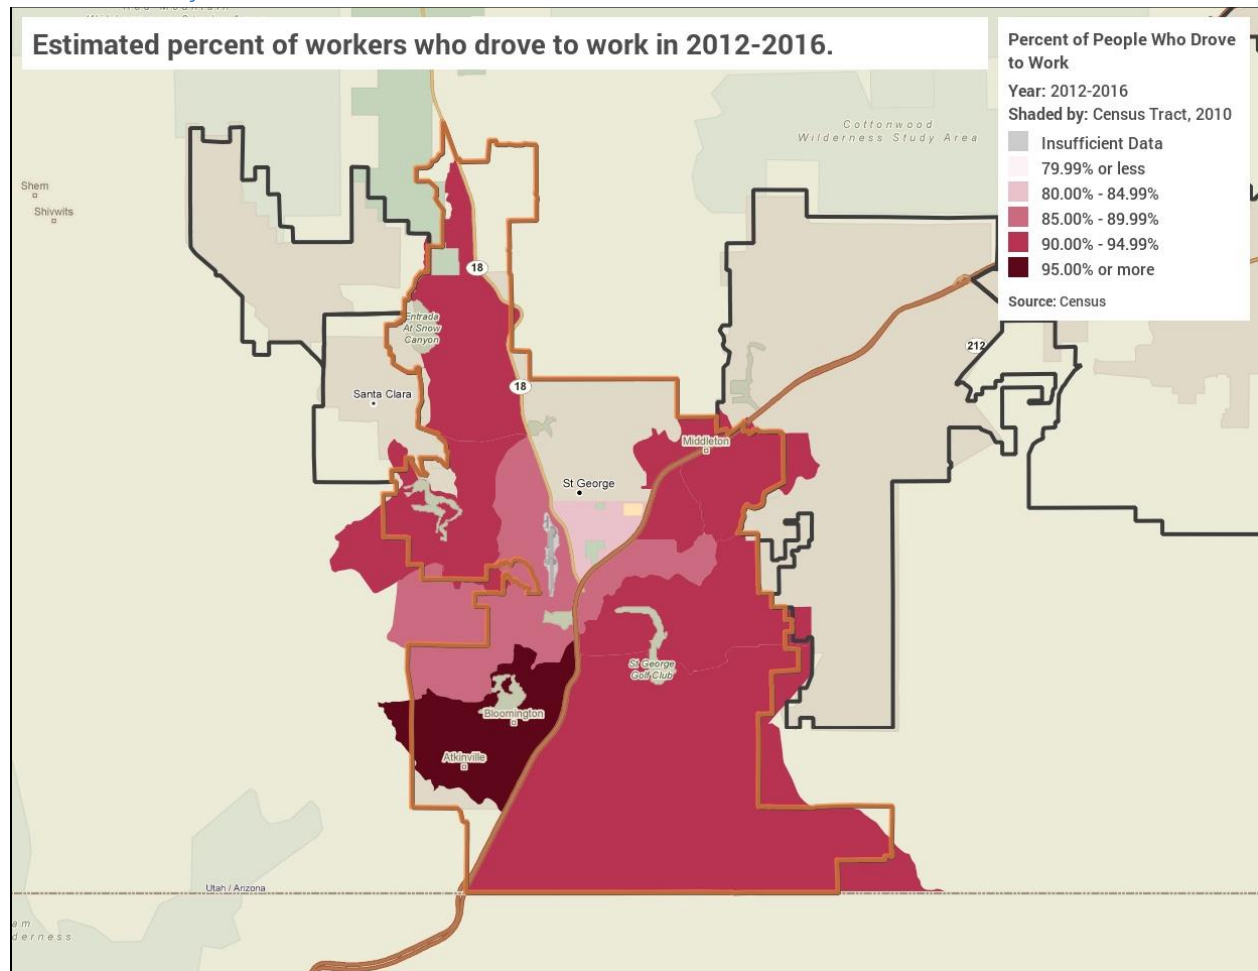 Estimated percent of workers who drove to work in 2012-2016.
Percent of People Who Drove
to Work
Year: 2012-2016
Shaded by: Census Tract, 2010
Insufficient Data
79.99% or less
80.00% - 84.99%
85.00% - 89.99%
90.00% - 94.99%
95.00% or more
Source: Census
Cottonwood
Wilderness Study Area
Shem
Shivwits
18
Entrada
At Snow
Canyon
212
18
Santa Clara
Middleton
St George
St George
Golf Club
Bloomington
Atkinville
Utah / Arizona